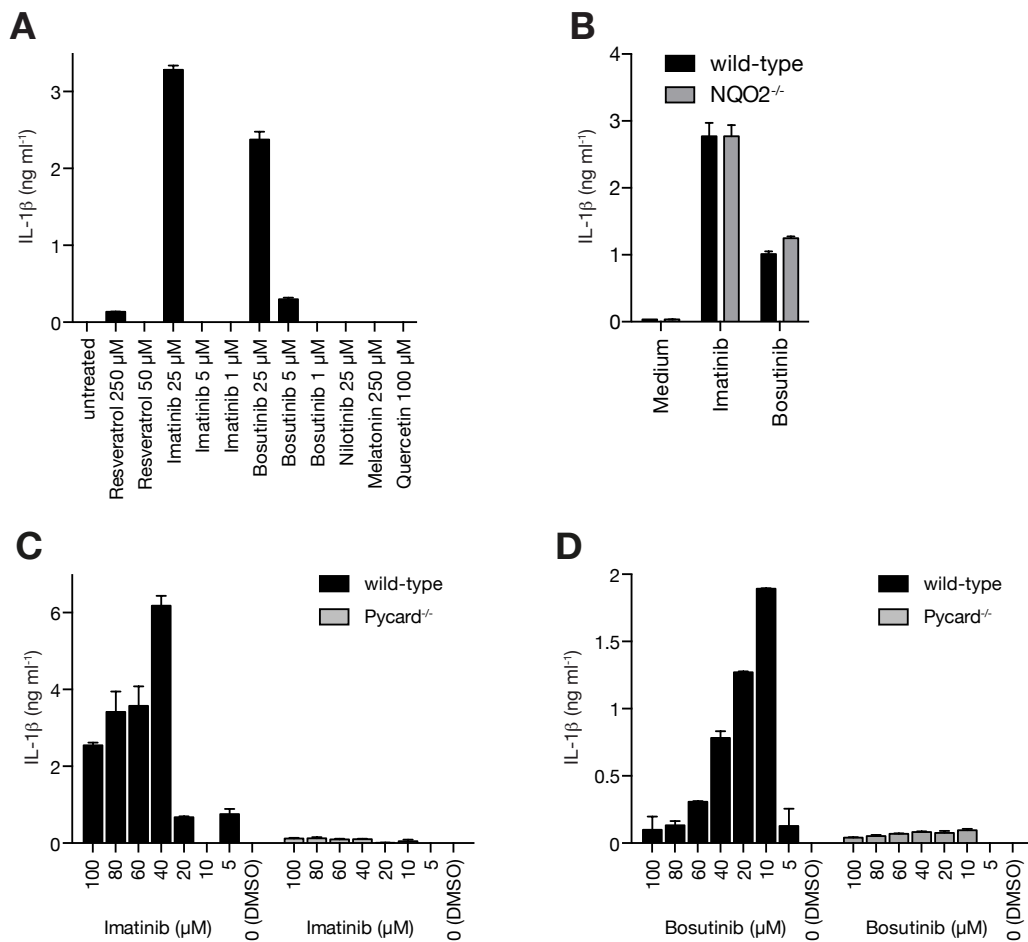 A
IL-1β (ng ml-1)
3
2
1
0
untreated
Resveratrol 250 µM
Resvratrol 50 µM
Imatinib 25 µM
Imatinib 5 µM
Imatinib 1 µM
Bosutinib 25 µM
Bosutinib 5 µM
Bosutinib 1 µM
Nilotinib 25 µM
Melatonin 250 µM
Quercetin 100 µM
B
IL-1β (ng ml-1)
4
3
2
1
0
wild-type
NQO2-/-
Medium
Imatinib
Bosutinib
C
IL-1β (ng ml-1)
6
4
2
0
wild-type
Pycard-/-
100 80 60 40 20 10 5 0 (DMSO) 100 80 60 40 20 10 5 0 (DMSO)
Imatinib (µM) Imatinib (µM)
D
IL-1β (ng ml-1)
2
1.5
1
0.5
0
wild-type
Pycard-/-
100 80 60 40 20 10 5 0 (DMSO) 100 80 60 40 20 10 5 0 (DMSO)
Bosutinib (µM) Bosutinib (µM)